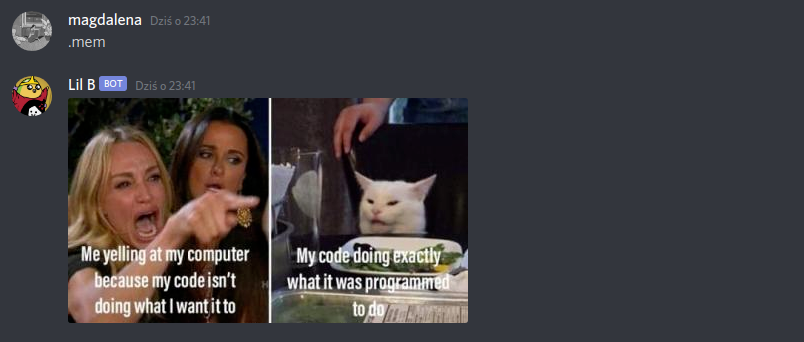 magdalena Dziś o 23:41
.mem
Lil B BOT Dziś o 23:41
Me yelling at my computer
because my code isn't
doing what I want it to
My code doing exactly
what it was programmed
to do